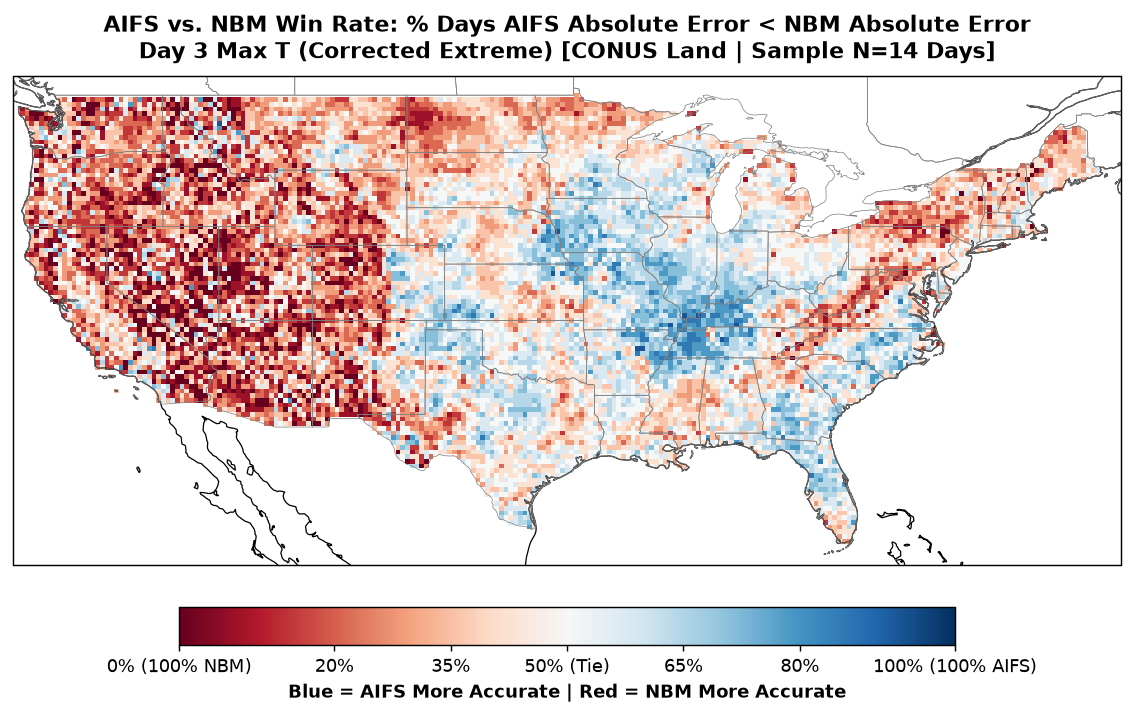 AIFS vs. NBM Win Rate: % Days AIFS Absolute Error < NBM Absolute Error
Day 3 Max T (Corrected Extreme) [CONUS Land | Sample N=14 Days]
0% (100% NBM) 20% 35% 50% (Tie) 65% 80% 100% (100% AIFS)
Blue = AIFS More Accurate | Red = NBM More Accurate